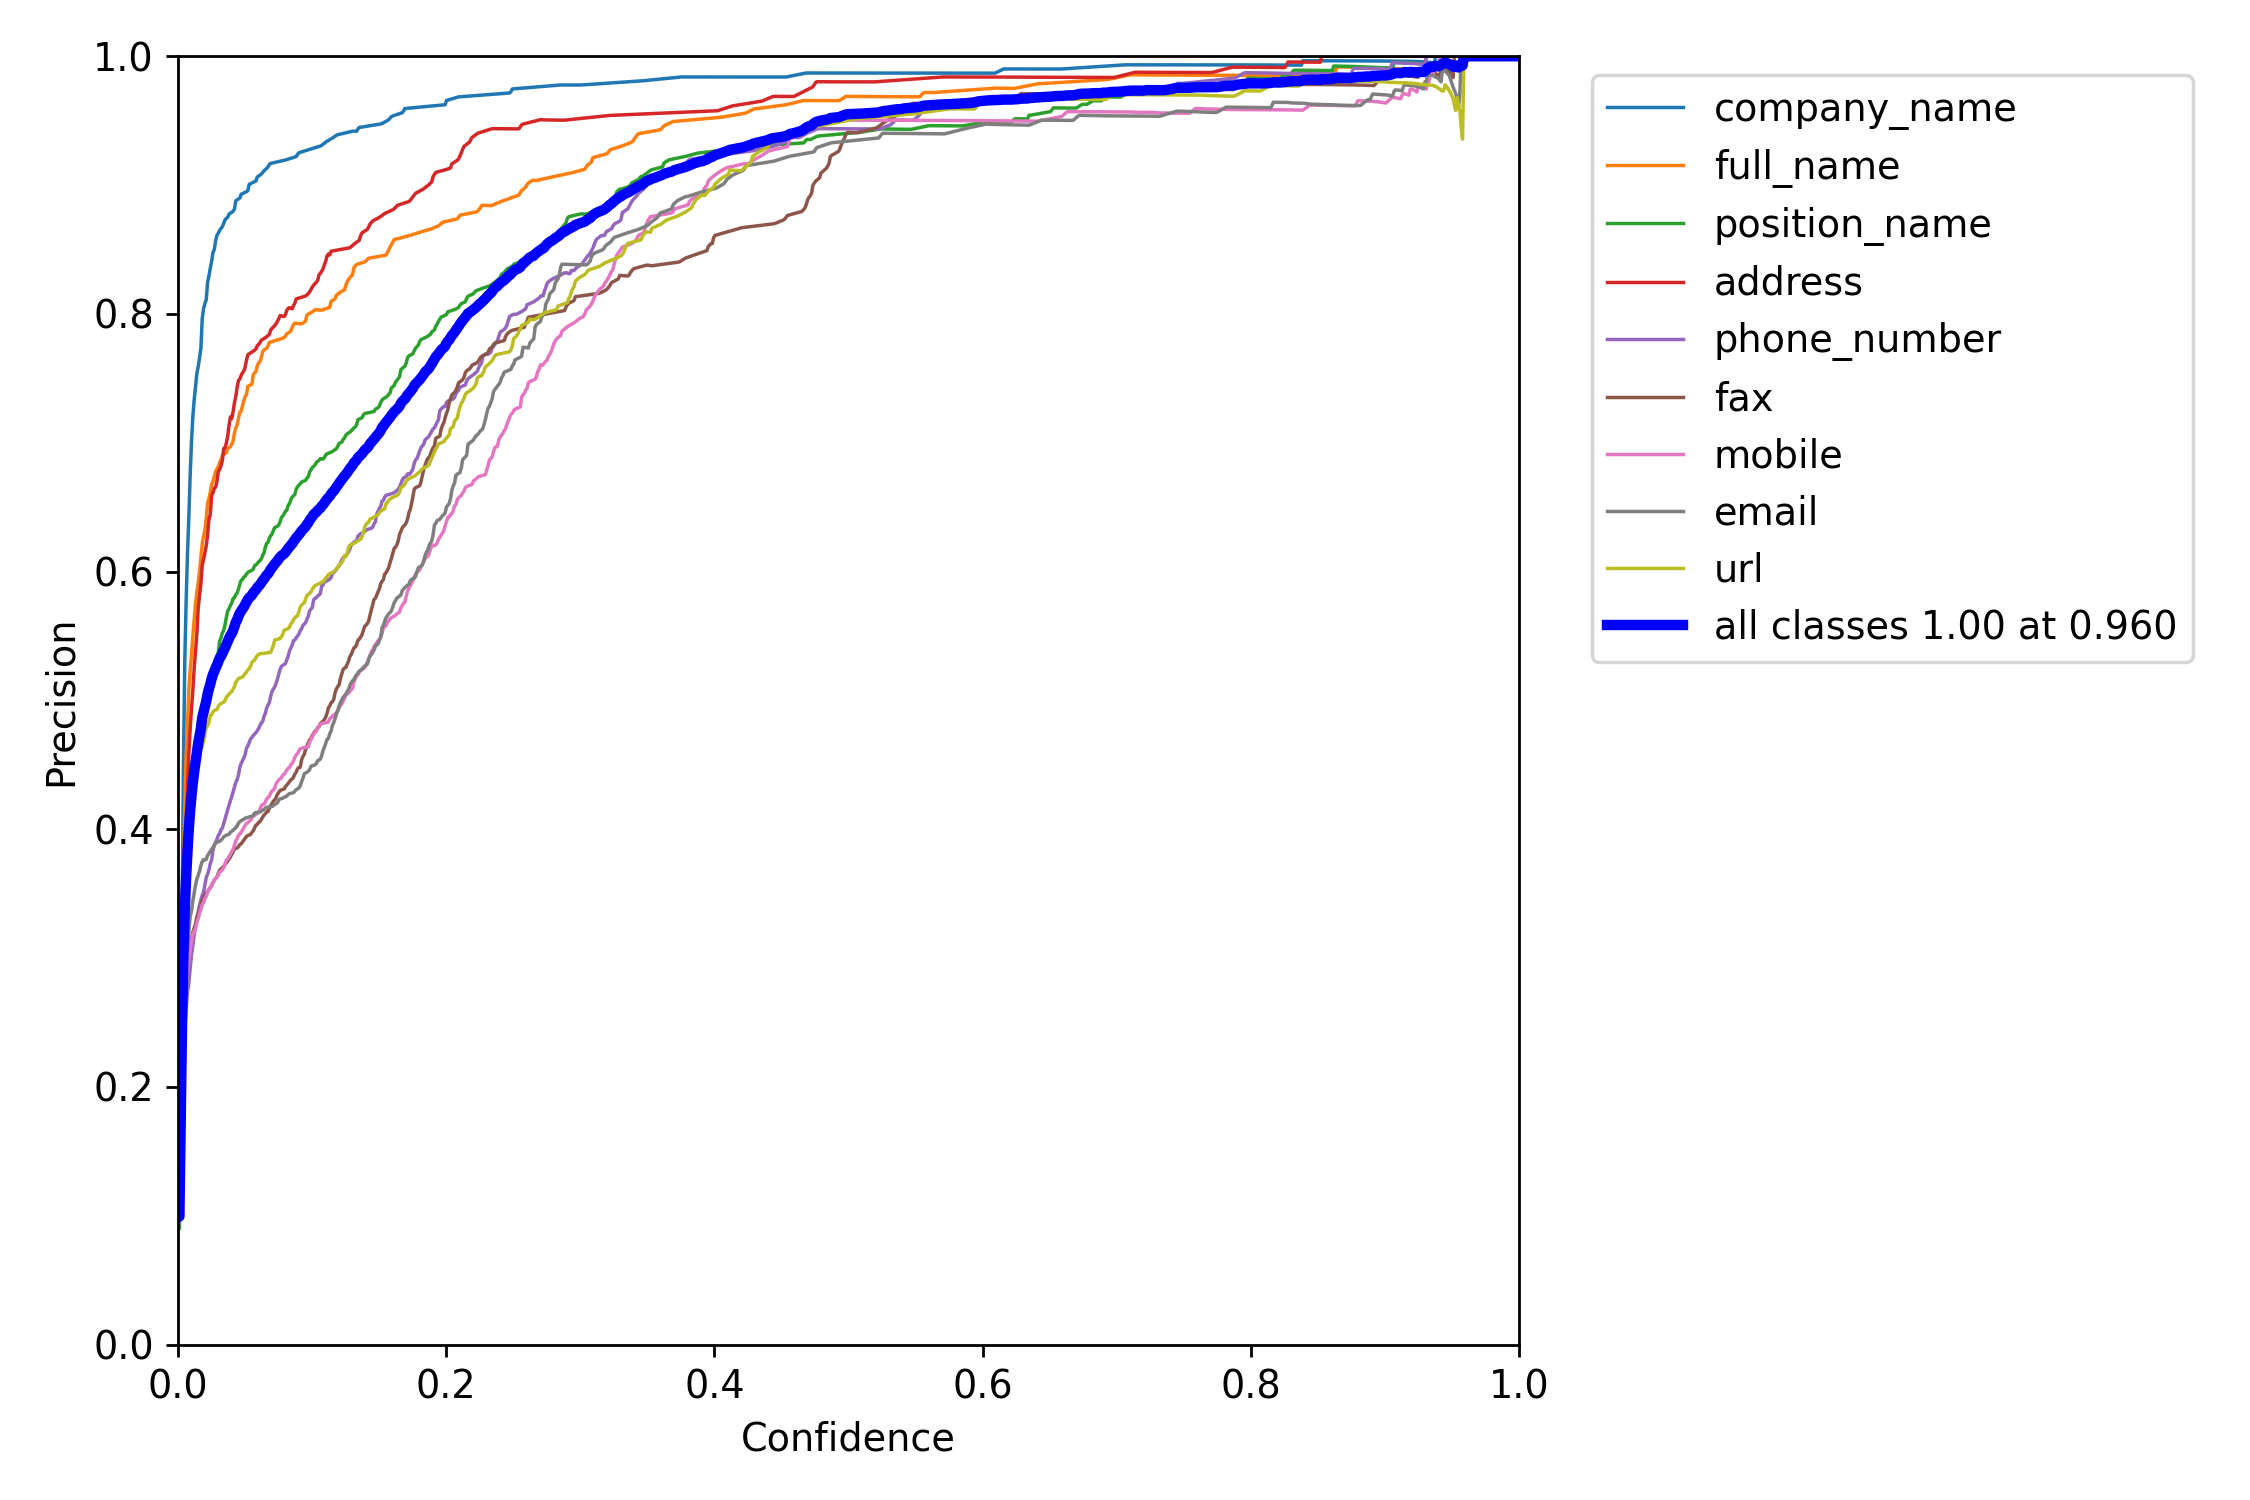 1.0
0.8
0.6
0.4
0.2
0.0
Precision
0.0 0.2 0.4 0.6 0.8 1.0
Confidence
company_name
full_name
position_name
address
phone_number
fax
mobile
email
url
all classes 1.00 at 0.960